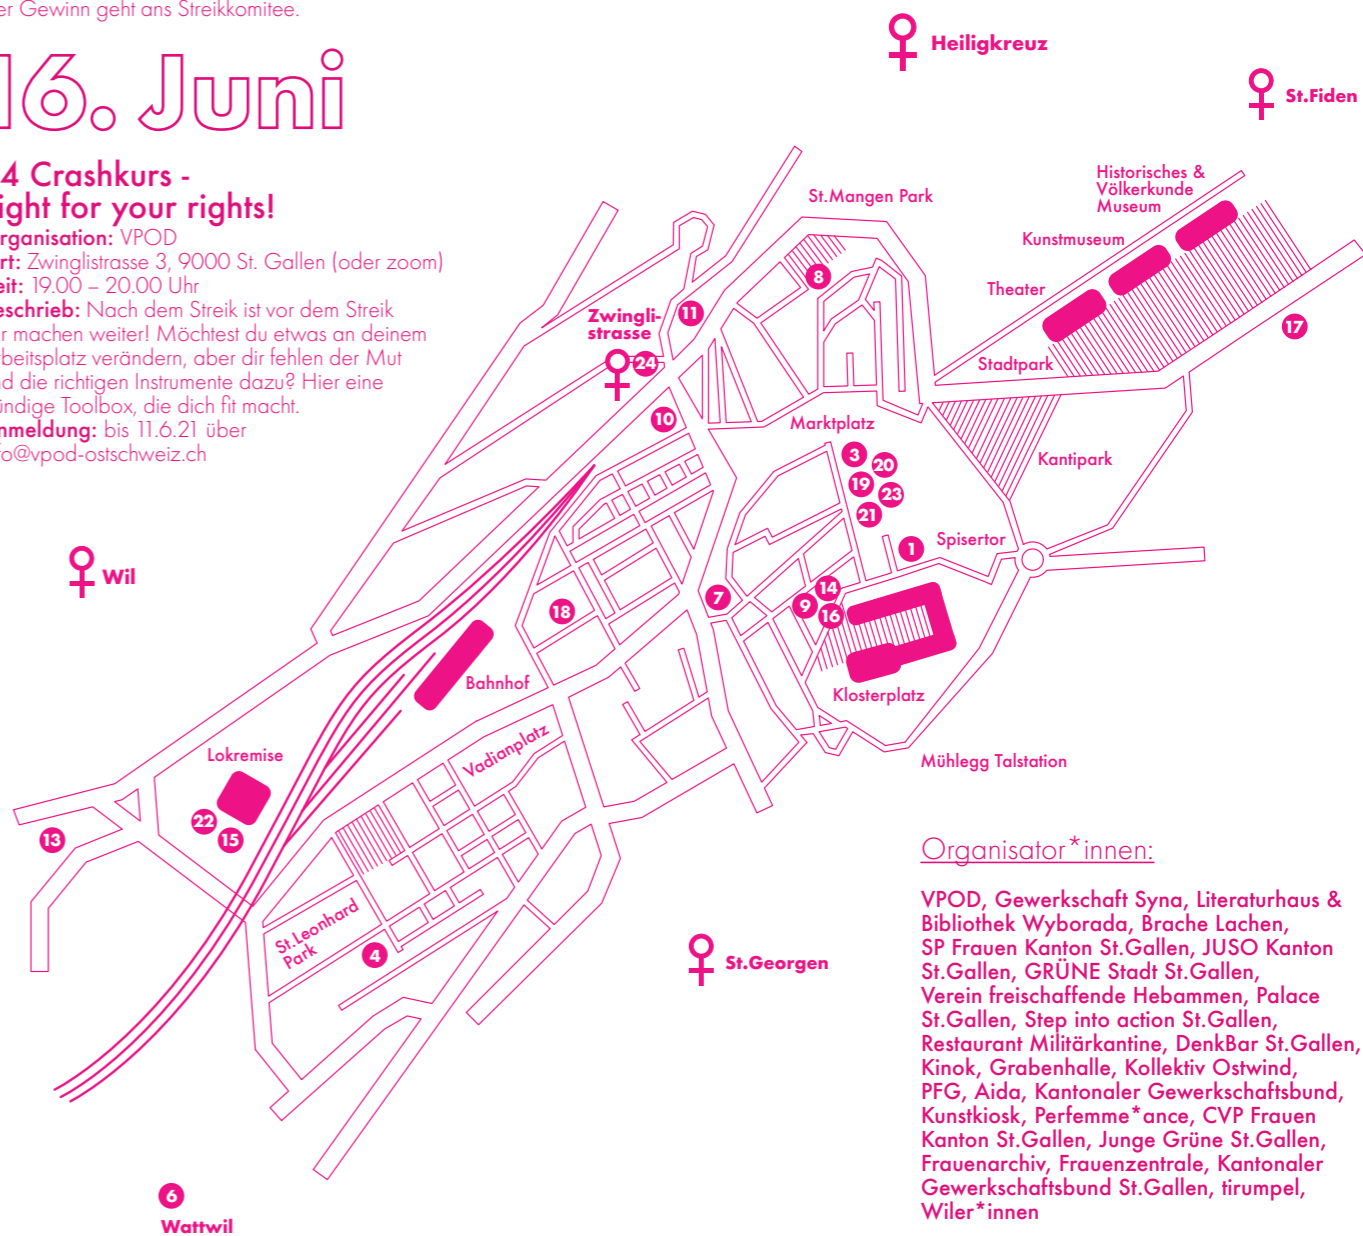 er Gewinn geht ans Streikkomitee.
16. Juni
4 Crashkurs -
ight for your rights!
rganisation: VPOD
rt: Zwinglistrasse 3, 9000 St. Gallen (oder zoom)
eit: 19.00 – 20.00 Uhr
eschrieb: Nach dem Streik ist vor dem Streik
r machen weiter! Möchtest du etwas an deinem
beitsplatz verändern, aber dir fehlen der Mut
nd die richtigen Instrumente dazu? Hier eine
ündige Toolbox, die dich fit macht.
nmeldung: bis 11.6.21 über
fo@vpod-ostschweiz.ch
Heiligkreuz
St.Fiden
Historisches &
Völkerkunde
Museum
Kunstmuseum
Theater
Stadtpark
17
St.Mangen Park
8
11
Zwingli-
strasse
24
10
Marktplatz
3
20
19
23
21
Kantipark
1
Spisertor
Wil
18
7
14
9
16
Klosterplatz
Bahnhof
Vadianplatz
Lokremise
22
15
13
Mühlegg Talstation
St.Leonhard
Park
4
St.Georgen
6
Wattwil
Organisator*innen:
VPOD, Gewerkschaft Syna, Literaturhaus &
Bibliothek Wyborada, Brache Lachen,
SP Frauen Kanton St.Gallen, JUSO Kanton
St.Gallen, GRÜNE Stadt St.Gallen,
Verein freischaffende Hebammen, Palace
St.Gallen, Step into action St.Gallen,
Restaurant Militärkantine, DenkBar St.Gallen,
Kinok, Grabenhalle, Kollektiv Ostwind,
PFG, Aida, Kantonaler Gewerkschaftsbund,
Kunstkiosk, Perfemme*ance, CVP Frauen
Kanton St.Gallen, Junge Grüne St.Gallen,
Frauenarchiv, Frauenzentrale, Kantonaler
Gewerkschaftsbund St.Gallen, tirumpel,
Wiler*innen